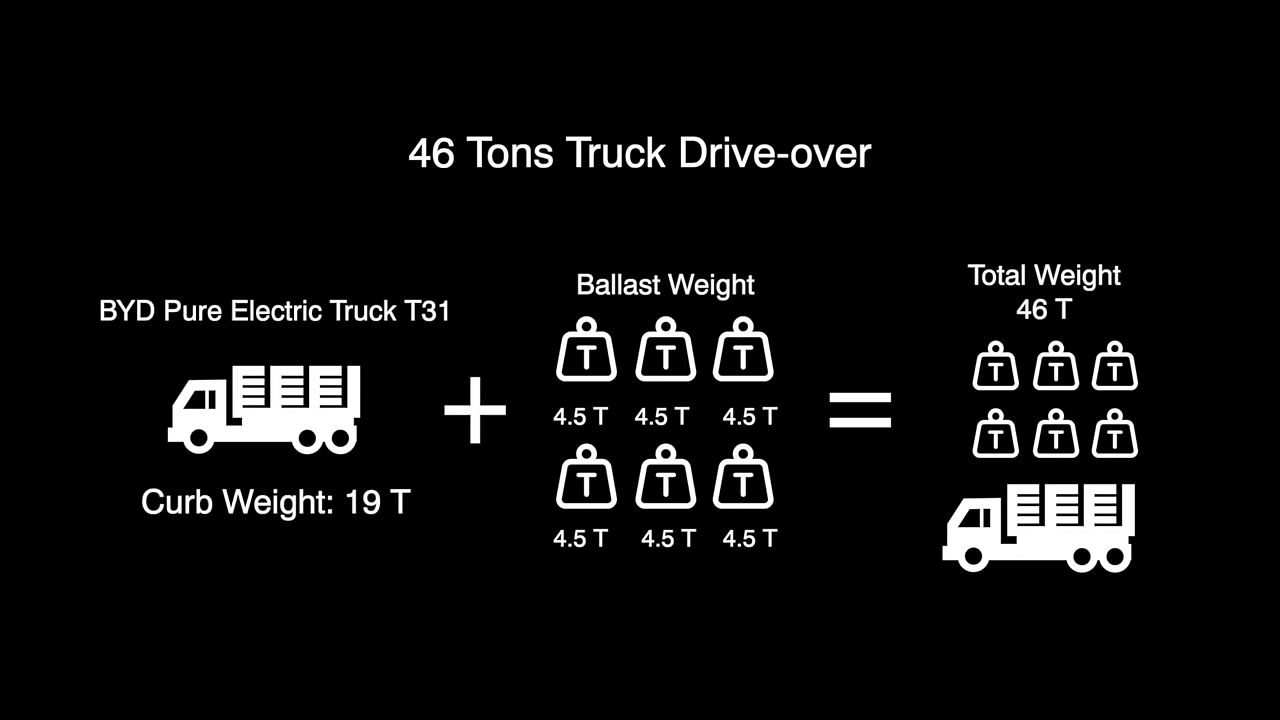 46 Tons Truck Drive-over
BYD Pure Electric Truck T31
Curb Weight: 19 T
Ballast Weight
T T T
4.5 T 4.5 T 4.5 T
T T T
4.5 T 4.5 T 4.5 T
Total Weight
46 T
T T T
T T T